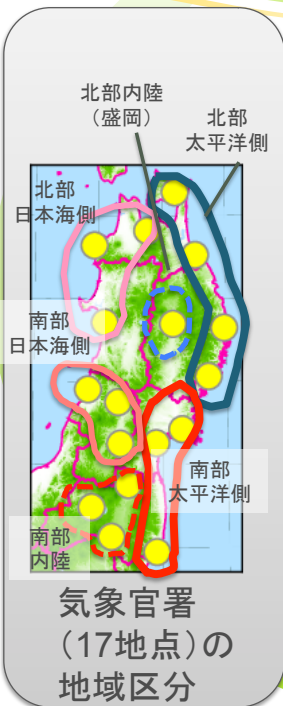 北部内陸
（盛岡）
北部
太平洋側
北部
日本海側
南部
日本海側
南部
太平洋側
南部
内陸
気象官署
（17地点）の
地域区分